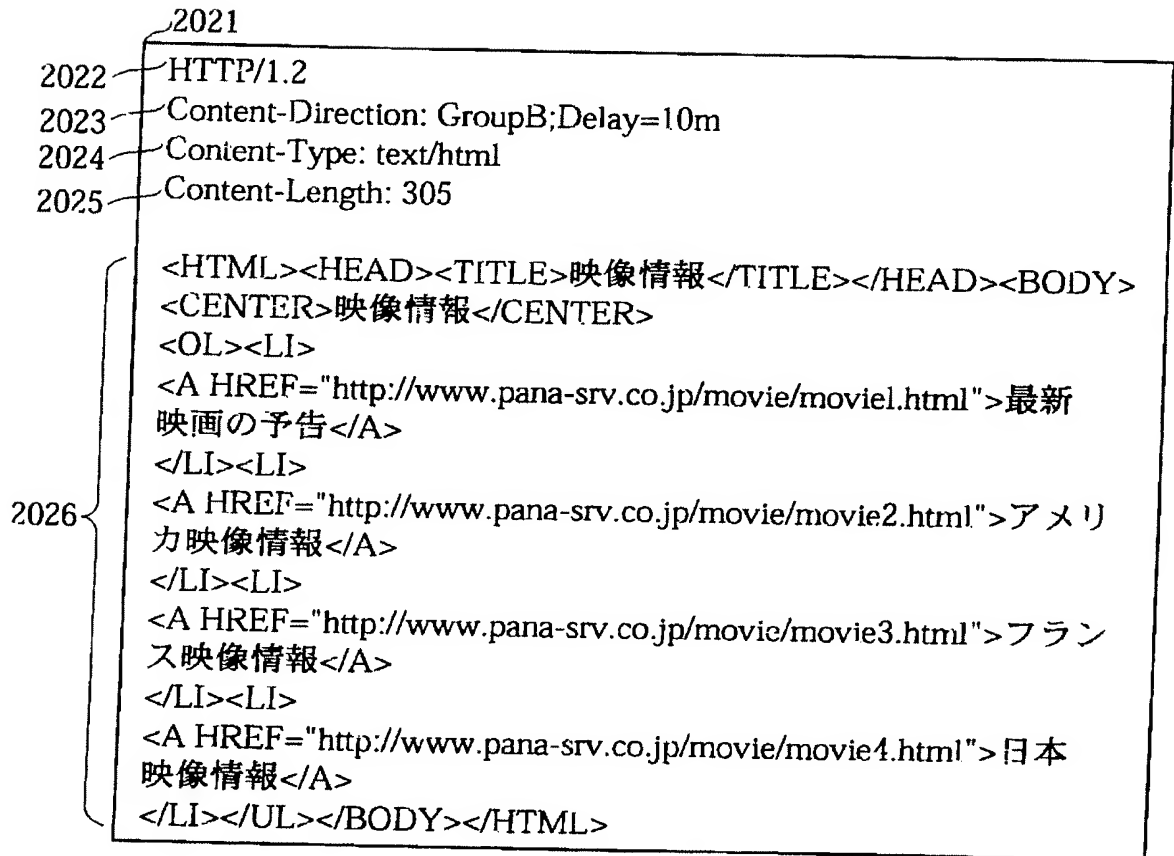 2021
2022 HTTP/1.2
2023 Content-Direction: GroupB;Delay=10m
2024 Content-Type: text/html
2025 Content-Length: 305
<HTML><HEAD><TITLE>映像情報</TITLE></HEAD><BODY>
<CENTER>映像情報</CENTER>
<OL><LI>
<A HREF="http://www.pana-srv.co.jp/movie/movie1.html">最新
映画の予告</A>
</LI><LI>
2026 <A HREF="http://www.pana-srv.co.jp/movie/movie2.html">アメリ
カ映像情報</A>
</LI><LI>
<A HREF="http://www.pana-srv.co.jp/movie/movie3.html">フラン
ス映像情報</A>
</LI><LI>
<A HREF="http://www.pana-srv.co.jp/movie/movie4.html">日本
映像情報</A>
</LI></UL></BODY></HTML>